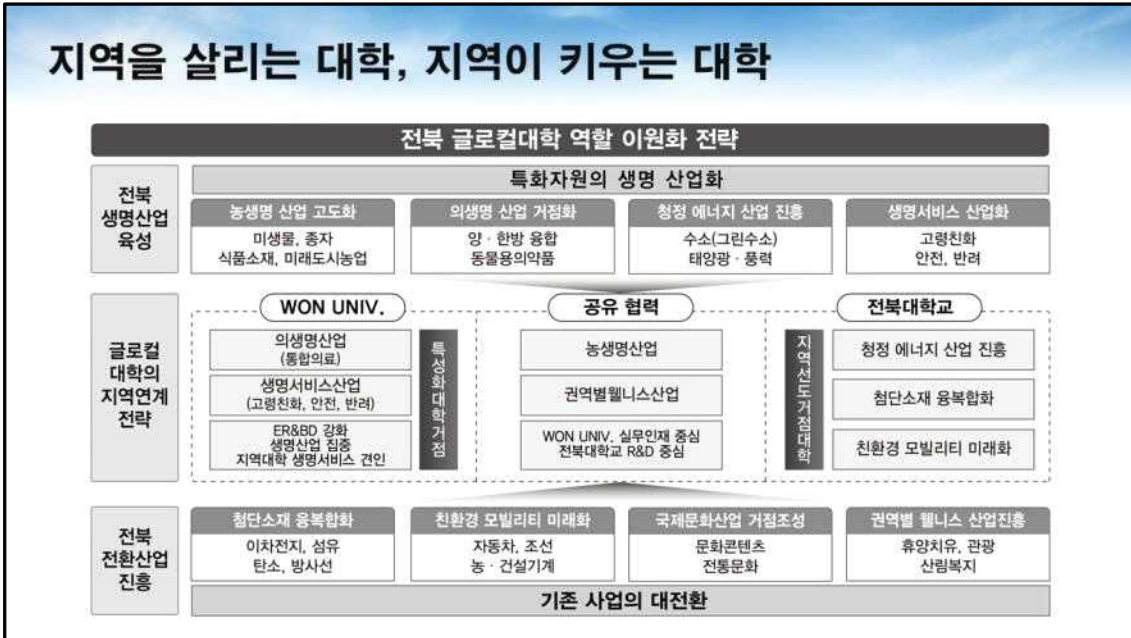 지역을 살리는 대학, 지역이 키우는 대학
전북 글로컬대학 역할 이원화 전략
전북
생명산업
육성
특화자원의 생명 산업화
농생명 산업 고도화
미생물, 종자
식품소재, 미래도시농업
의생명 산업 거점화
양·한방 융합
동물용의약품
청정 에너지 산업 진흥
수소(그린수소)
태양광·풍력
생명서비스 산업화
고령친화
안전, 반려
글로컬
대학의
지역연계
전략
WON UNIV.
의생명산업
(통합의료)
생명서비스산업
(고령친화, 안전, 반려)
ER&BD 강화
생명산업 집중
지역대학 생명서비스 견인
특성화대학거점
공유 협력
농생명산업
권역별웰니스산업
WON UNIV. 실무인재 중심
전북대학교 R&D 중심
전북대학교
지역선도거점대학
청정 에너지 산업 진흥
첨단소재 융복합화
친환경 모빌리티 미래화
전북
전환산업
진흥
첨단소재 융복합화
이차전지, 섬유
탄소, 방사선
친환경 모빌리티 미래화
자동차, 조선
농·건설기계
국제문화산업 거점조성
문화콘텐츠
전통문화
권역별 웰니스 산업진흥
휴양치유, 관광
산림복지
기존 사업의 대전환